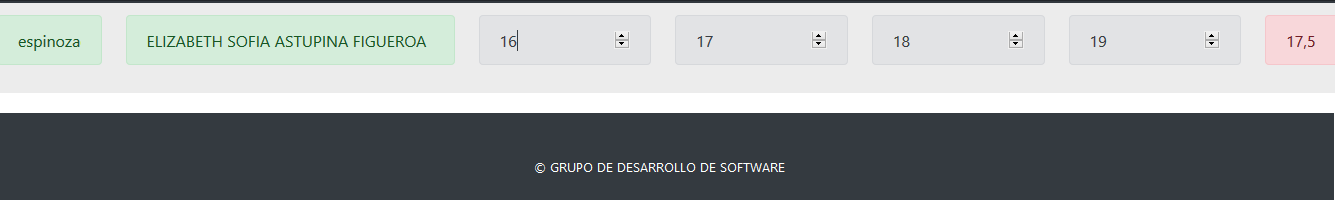 espinoza ELIZABETH SOFIA ASTUPINA FIGUEROA 16 17 18 19 17,5
© GRUPO DE DESARROLLO DE SOFTWARE